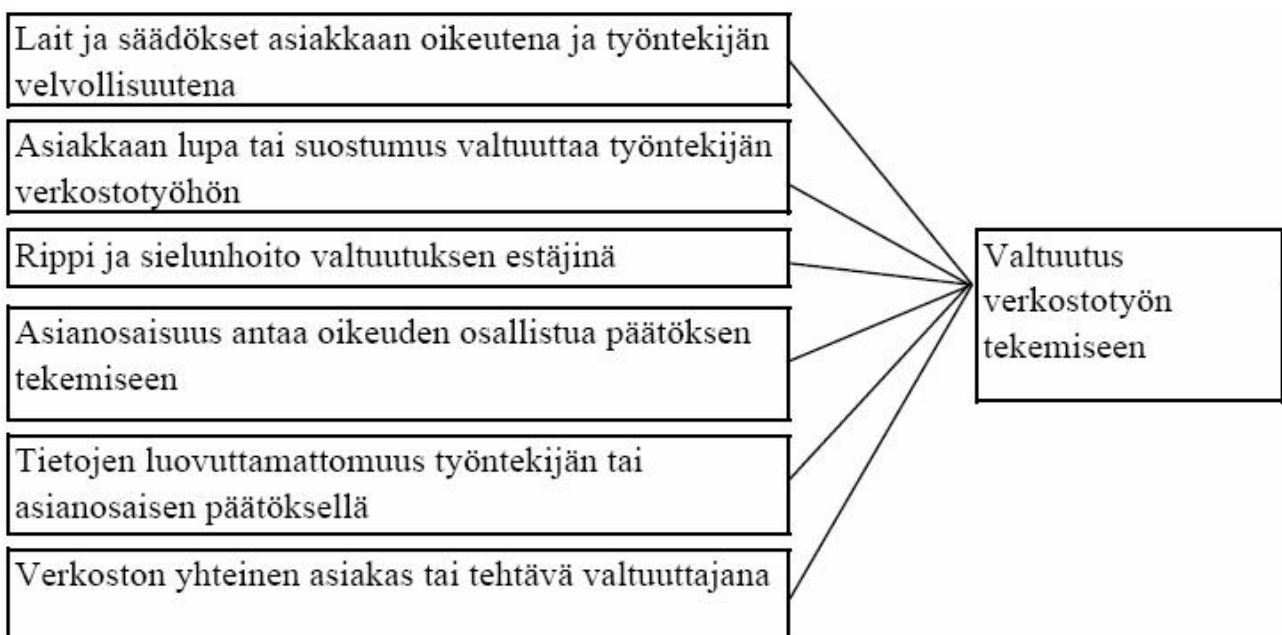 Lait ja säädökset asiakkaan oikeutena ja työntekijän
velvollisuutena
Asiakkaan lupa tai suostumus valtuuttaa työntekijän
verkostotyöhön
Rippi ja sielunhoito valtuutuksen estäjinä
Asianosaisuus antaa oikeuden osallistua päätöksen
tekemiseen
Tietojen luovuttamattomuus työntekijän tai
asianosaisen päätöksellä
Verkoston yhteinen asiakas tai tehtävä valtuuttajana
Valtuutus
verkostotyön
tekemiseen